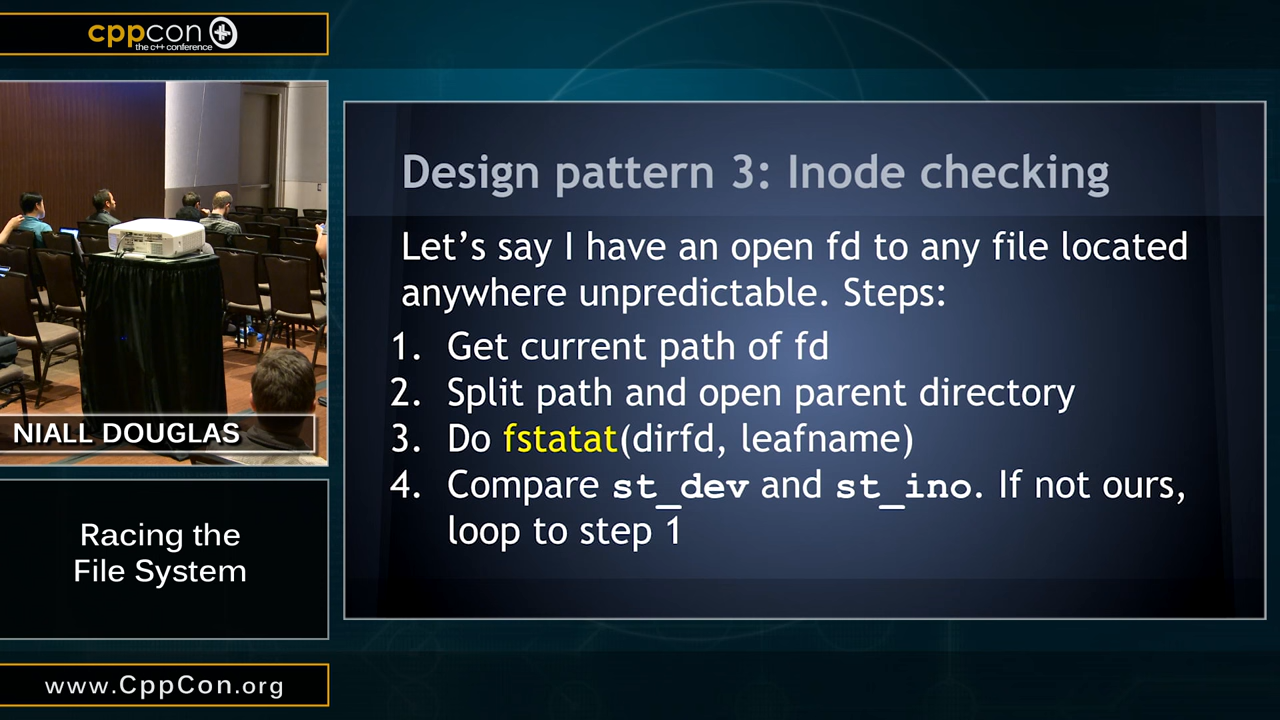 cppcon
the c++ conference
NIALL DOUGLAS
Racing the
File System
www.CppCon.org
Design pattern 3: Inode checking
Let’s say I have an open fd to any file located
anywhere unpredictable. Steps:
1. Get current path of fd
2. Split path and open parent directory
3. Do fstatat(dirfd, leafname)
4. Compare st_dev and st_ino. If not ours,
loop to step 1